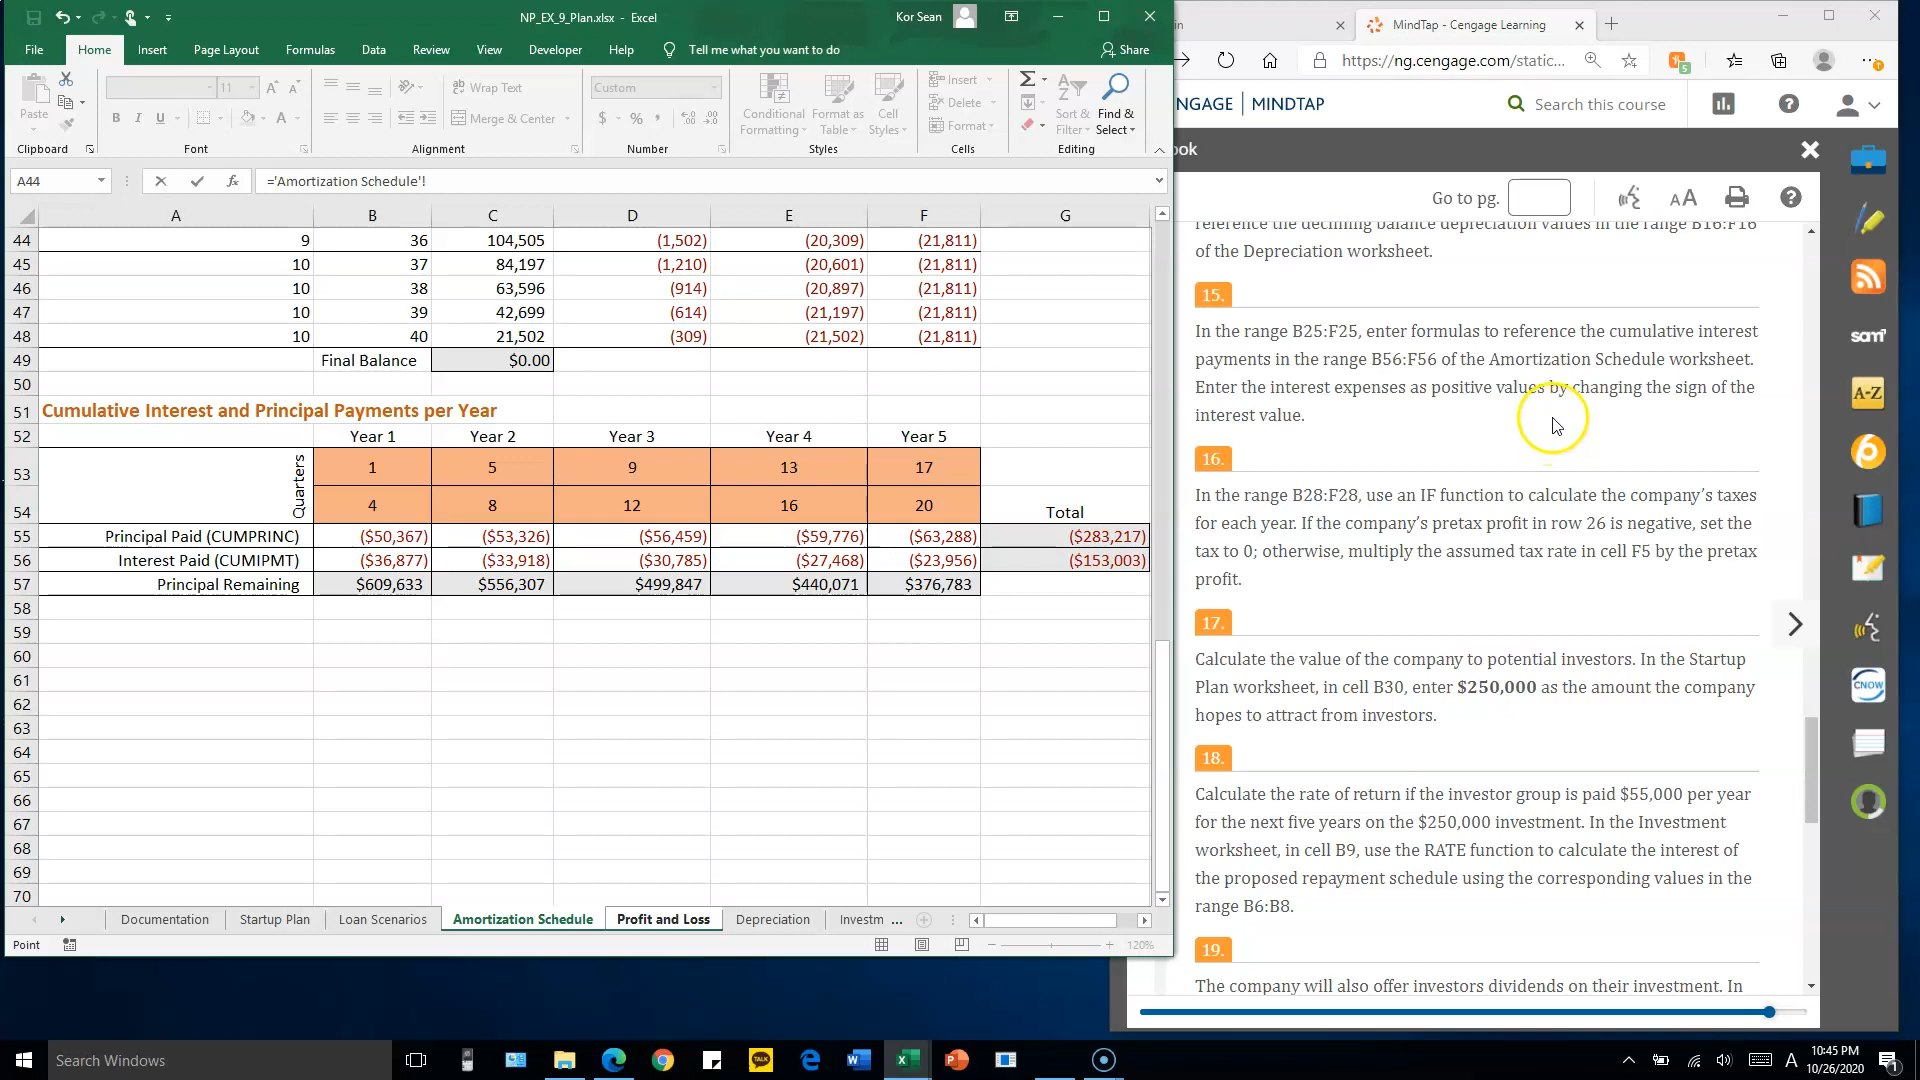 NP_EX_9_Plan.xlsx - Excel
Kor Sean
File Home Insert Page Layout Formulas Data Review View Developer Help Tell me what you want to do Share
Paste
11
Wrap Text
Merge & Center
Custom
Conditional Formatting
Format as Table
Cell Styles
Insert
Delete
Format
Sort & Filter
Find & Select
Clipboard Font Alignment Number Styles Cells Editing
A44 ='Amortization Schedule'!
A B C D E F G
44 9 36 104,505 (1,502) (20,309) (21,811)
45 10 37 84,197 (1,210) (20,601) (21,811)
46 10 38 63,596 (914) (20,897) (21,811)
47 10 39 42,699 (614) (21,197) (21,811)
48 10 40 21,502 (309) (21,502) (21,811)
49 Final Balance $0.00
50
51 Cumulative Interest and Principal Payments per Year
52 Year 1 Year 2 Year 3 Year 4 Year 5
Quarters
53 1 5 9 13 17
54 4 8 12 16 20 Total
55 Principal Paid (CUMPRINC) ($50,367) ($53,326) ($56,459) ($59,776) ($63,288) ($283,217)
56 Interest Paid (CUMIPMT) ($36,877) ($33,918) ($30,785) ($27,468) ($23,956) ($153,003)
57 Principal Remaining $609,633 $556,307 $499,847 $440,071 $376,783
58
59
60
61
62
63
64
65
66
67
68
69
70
Documentation Startup Plan Loan Scenarios Amortization Schedule Profit and Loss Depreciation Investm ...
Point
120%
in
MindTap - Cengage Learning
https://ng.cengage.com/static...
5
NGAGE | MINDTAP
Search this course
ook
Go to pg.
AA
reference the declining balance depreciation values in the range B16:F16
of the Depreciation worksheet.
15.
In the range B25:F25, enter formulas to reference the cumulative interest
payments in the range B56:F56 of the Amortization Schedule worksheet.
Enter the interest expenses as positive values by changing the sign of the
interest value.
16.
In the range B28:F28, use an IF function to calculate the company's taxes
for each year. If the company's pretax profit in row 26 is negative, set the
tax to 0; otherwise, multiply the assumed tax rate in cell F5 by the pretax
profit.
17.
Calculate the value of the company to potential investors. In the Startup
Plan worksheet, in cell B30, enter $250,000 as the amount the company
hopes to attract from investors.
18.
Calculate the rate of return if the investor group is paid $55,000 per year
for the next five years on the $250,000 investment. In the Investment
worksheet, in cell B9, use the RATE function to calculate the interest of
the proposed repayment schedule using the corresponding values in the
range B6:B8.
19.
The company will also offer investors dividends on their investment. In
sam
A-Z
CNOW
Search Windows
TALK
A
10:45 PM
10/26/2020
1